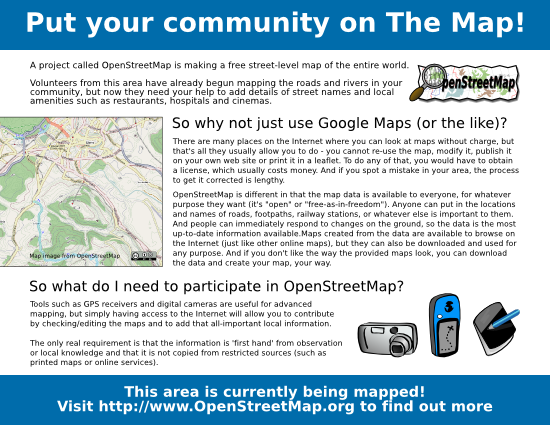 Put your community on The Map!
A project called OpenStreetMap is making a free street-level map of the entire world.
Volunteers from this area have already begun mapping the roads and rivers in your
community, but now they need your help to add details of street names and local
amenities such as restaurants, hospitals and cinemas.
OpenStreetMap
So why not just use Google Maps (or the like)?
There are many places on the Internet where you can look at maps without charge, but
that's all they usually allow you to do - you cannot re-use the map, modify it, publish it
on your own web site or print it in a leaflet. To do any of that, you would have to obtain
a license, which usually costs money. And if you spot a mistake in your area, the process
to get it corrected is lengthy.
OpenStreetMap is different in that the map data is available to everyone, for whatever
purpose they want (it's "open" or "free-as-in-freedom"). Anyone can put in the locations
and names of roads, footpaths, railway stations, or whatever else is important to them.
And people can immediately respond to changes on the ground, so the data is the most
up-to-date information available.Maps created from the data are available to browse on
the Internet (just like other online maps), but they can also be downloaded and used for
any purpose. And if you don't like the way the provided maps look, you can download
the data and create your map, your way.
Map image from OpenStreetMap
So what do I need to participate in OpenStreetMap?
Tools such as GPS receivers and digital cameras are useful for advanced
mapping, but simply having access to the Internet will allow you to contribute
by checking/editing the maps and to add that all-important local information.
The only real requirement is that the information is 'first hand' from observation
or local knowledge and that it is not copied from restricted sources (such as
printed maps or online services).
This area is currently being mapped!
Visit http://www.OpenStreetMap.org to find out more